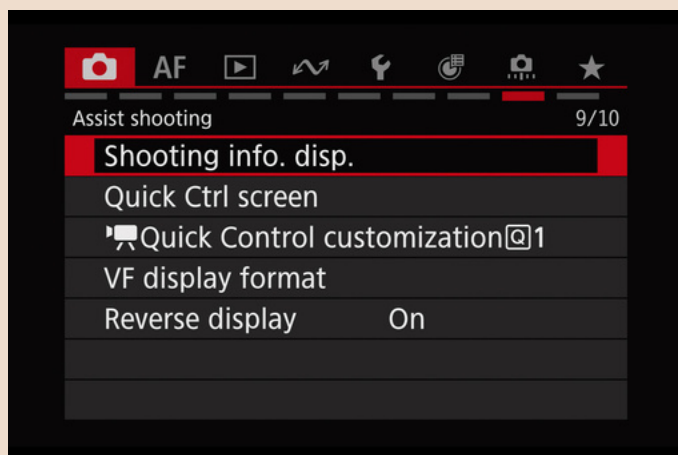 AF
Assist shooting 9/10
Shooting info. disp.
Quick Ctrl screen
Quick Control customization Q 1
VF display format
Reverse display On